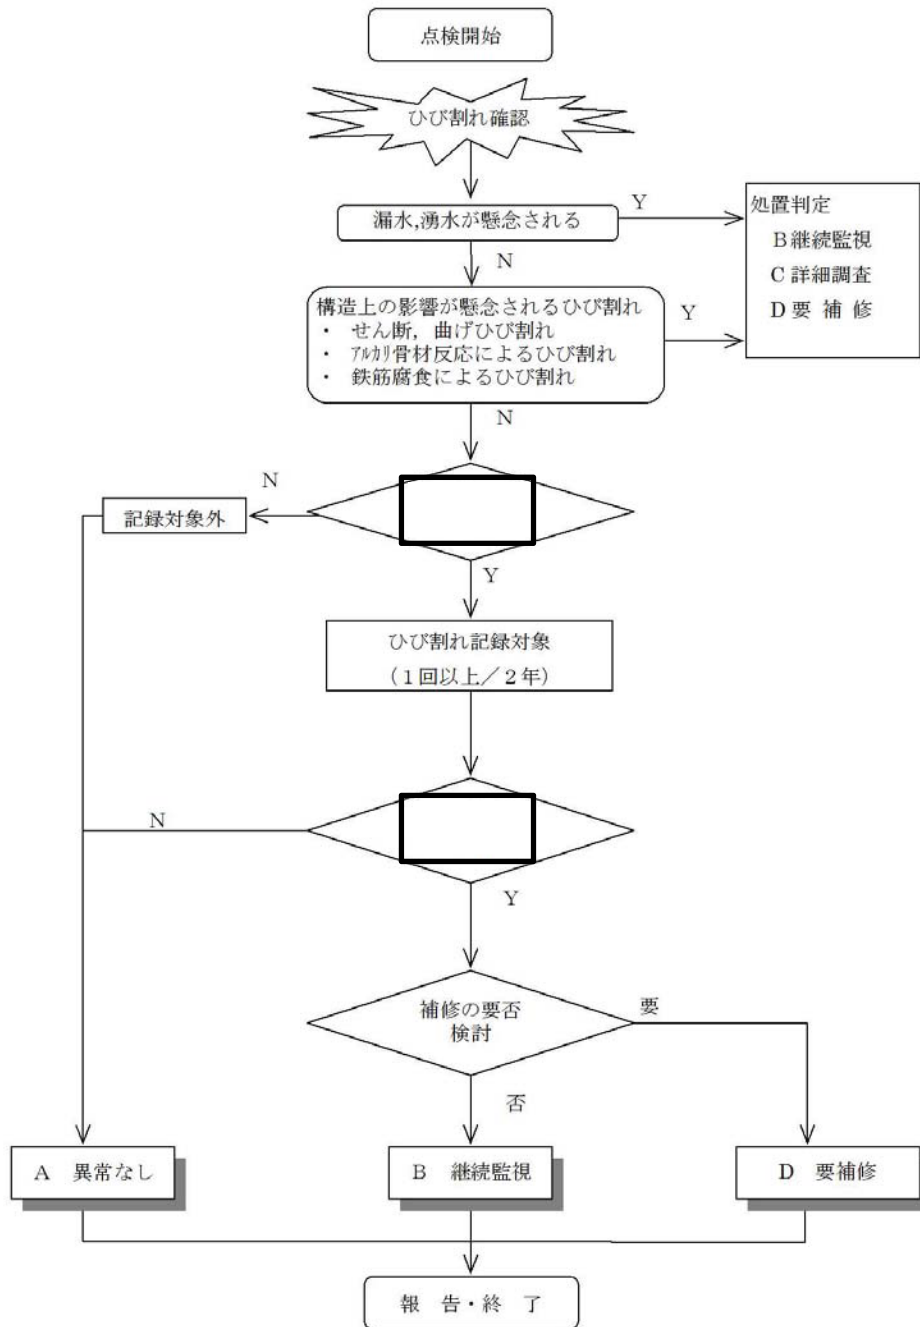 点検開始
ひび割れ確認
漏水,湧水が懸念される
Y
処置判定
B継続監視
C詳細調査
D要 補 修
N
構造上の影響が懸念されるひび割れ
・ せん断，曲げひび割れ
・ ｱﾙｶﾘ骨材反応によるひび割れ
・ 鉄筋腐食によるひび割れ
Y
N
N
記録対象外
Y
ひび割れ記録対象
（１回以上／２年）
N
Y
補修の要否
検討
要
否
A 異常なし
B 継続監視
D 要補修
報 告・終 了